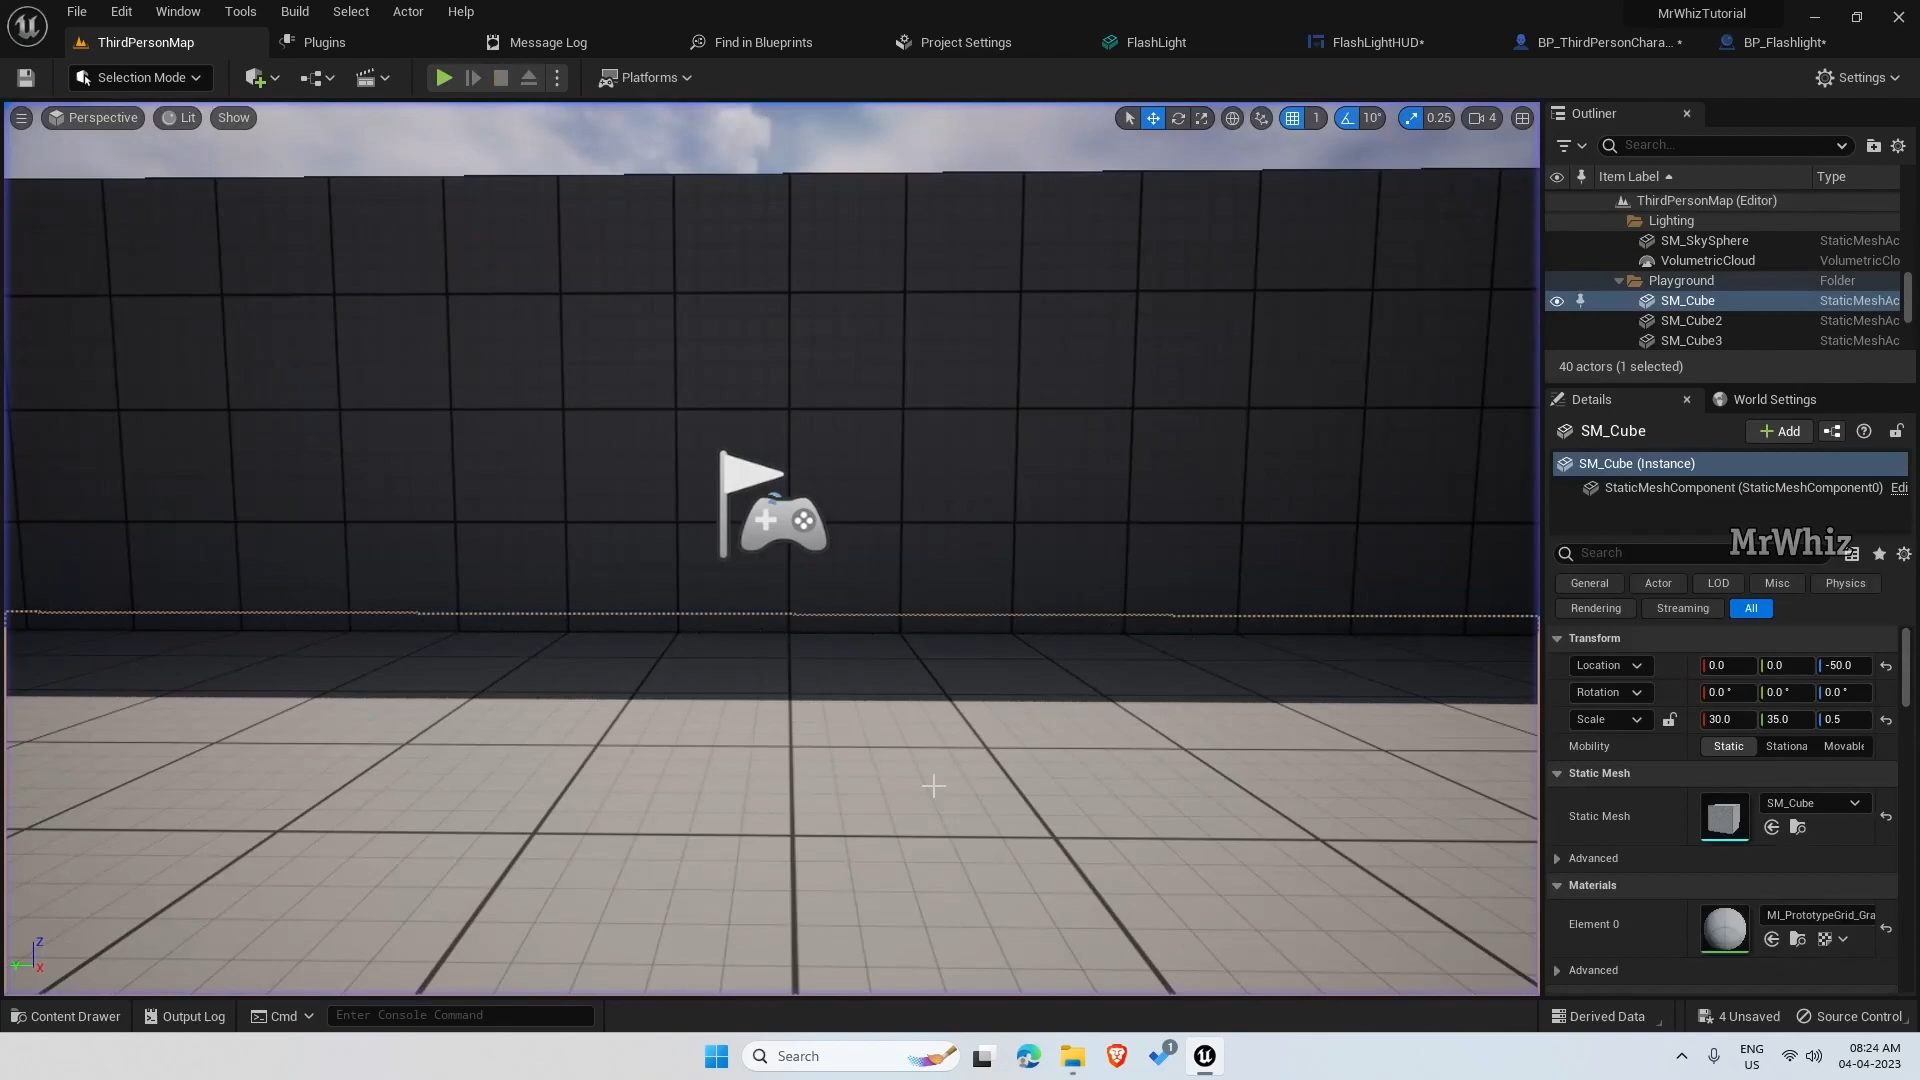 File Edit Window Tools Build Select Actor Help
MrWhizTutorial
ThirdPersonMap Plugins Message Log Find in Blueprints Project Settings FlashLight FlashLightHUD* BP_ThirdPersonChara... * BP_Flashlight*
Selection Mode Platforms Settings
Perspective Lit Show 1 10° 0.25 4
Outliner
Search...
Item Label Type
ThirdPersonMap (Editor)
Lighting
SM_SkySphere StaticMeshAc
VolumetricCloud VolumetricClo
Playground Folder
SM_Cube StaticMeshAc
SM_Cube2 StaticMeshAc
SM_Cube3 StaticMeshAc
40 actors (1 selected)
Details World Settings
SM_Cube Add
SM_Cube (Instance)
StaticMeshComponent (StaticMeshComponent0) Edi
MrWhiz
Search
General Actor LOD Misc Physics
Rendering Streaming All
Transform
Location 0.0 0.0 -50.0
Rotation 0.0 ° 0.0 ° 0.0 °
Scale 30.0 35.0 0.5
Mobility Static Stationa Movable
Static Mesh
SM_Cube
Static Mesh
Advanced
Materials
MI_PrototypeGrid_Gra
Element 0
Advanced
Z
Y
X
Content Drawer Output Log Cmd Enter Console Command Derived Data 4 Unsaved Source Control
Search 1 ENG 08:24 AM
US 04-04-2023